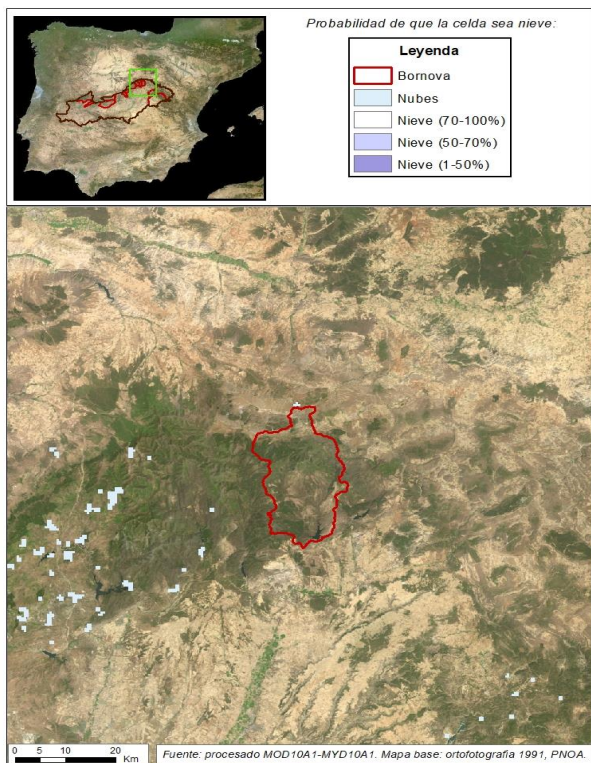 Probabilidad de que la celda sea nieve:
Leyenda
Bornova
Nubes
Nieve (70-100%)
Nieve (50-70%)
Nieve (1-50%)
0 5 10 20
Km
Fuente: procesado MOD10A1-MYD10A1. Mapa base: ortofotografia 1991, PNOA.